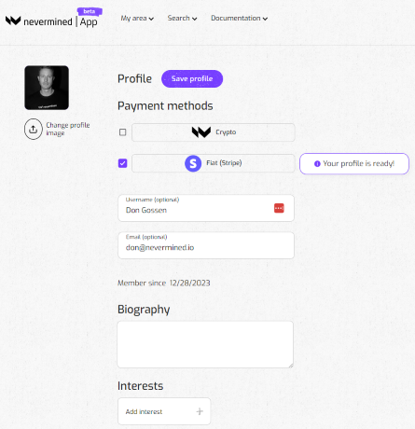 beta
nevermined | App
My area
Search
Documentation
Profile
Save profile
Change profile
image
Payment methods
Crypto
Fiat (Stripe)
Your profile is ready!
Username (optional)
Don Gossen
Email (optional)
don@nevermined.io
Member since 12/28/2023
Biography
Interests
Add interest